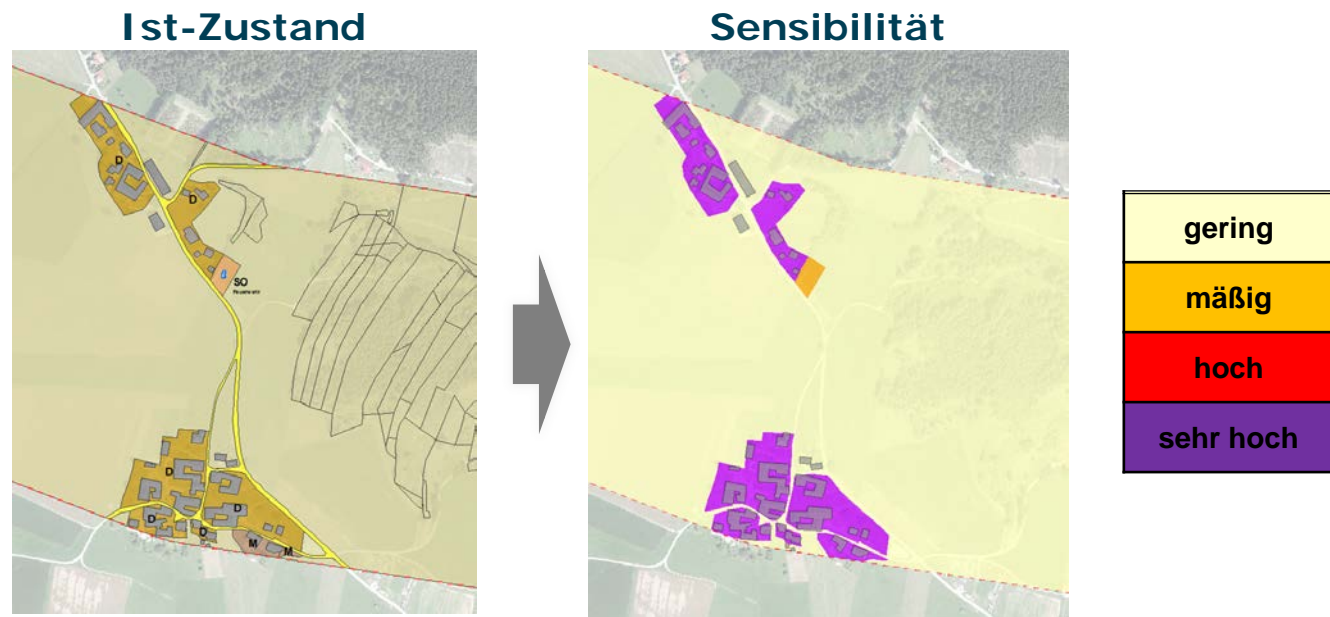 Ist-Zustand
Sensibilität
D
D
SO
D
D
D
D
M
M
gering
mäßig
hoch
sehr hoch